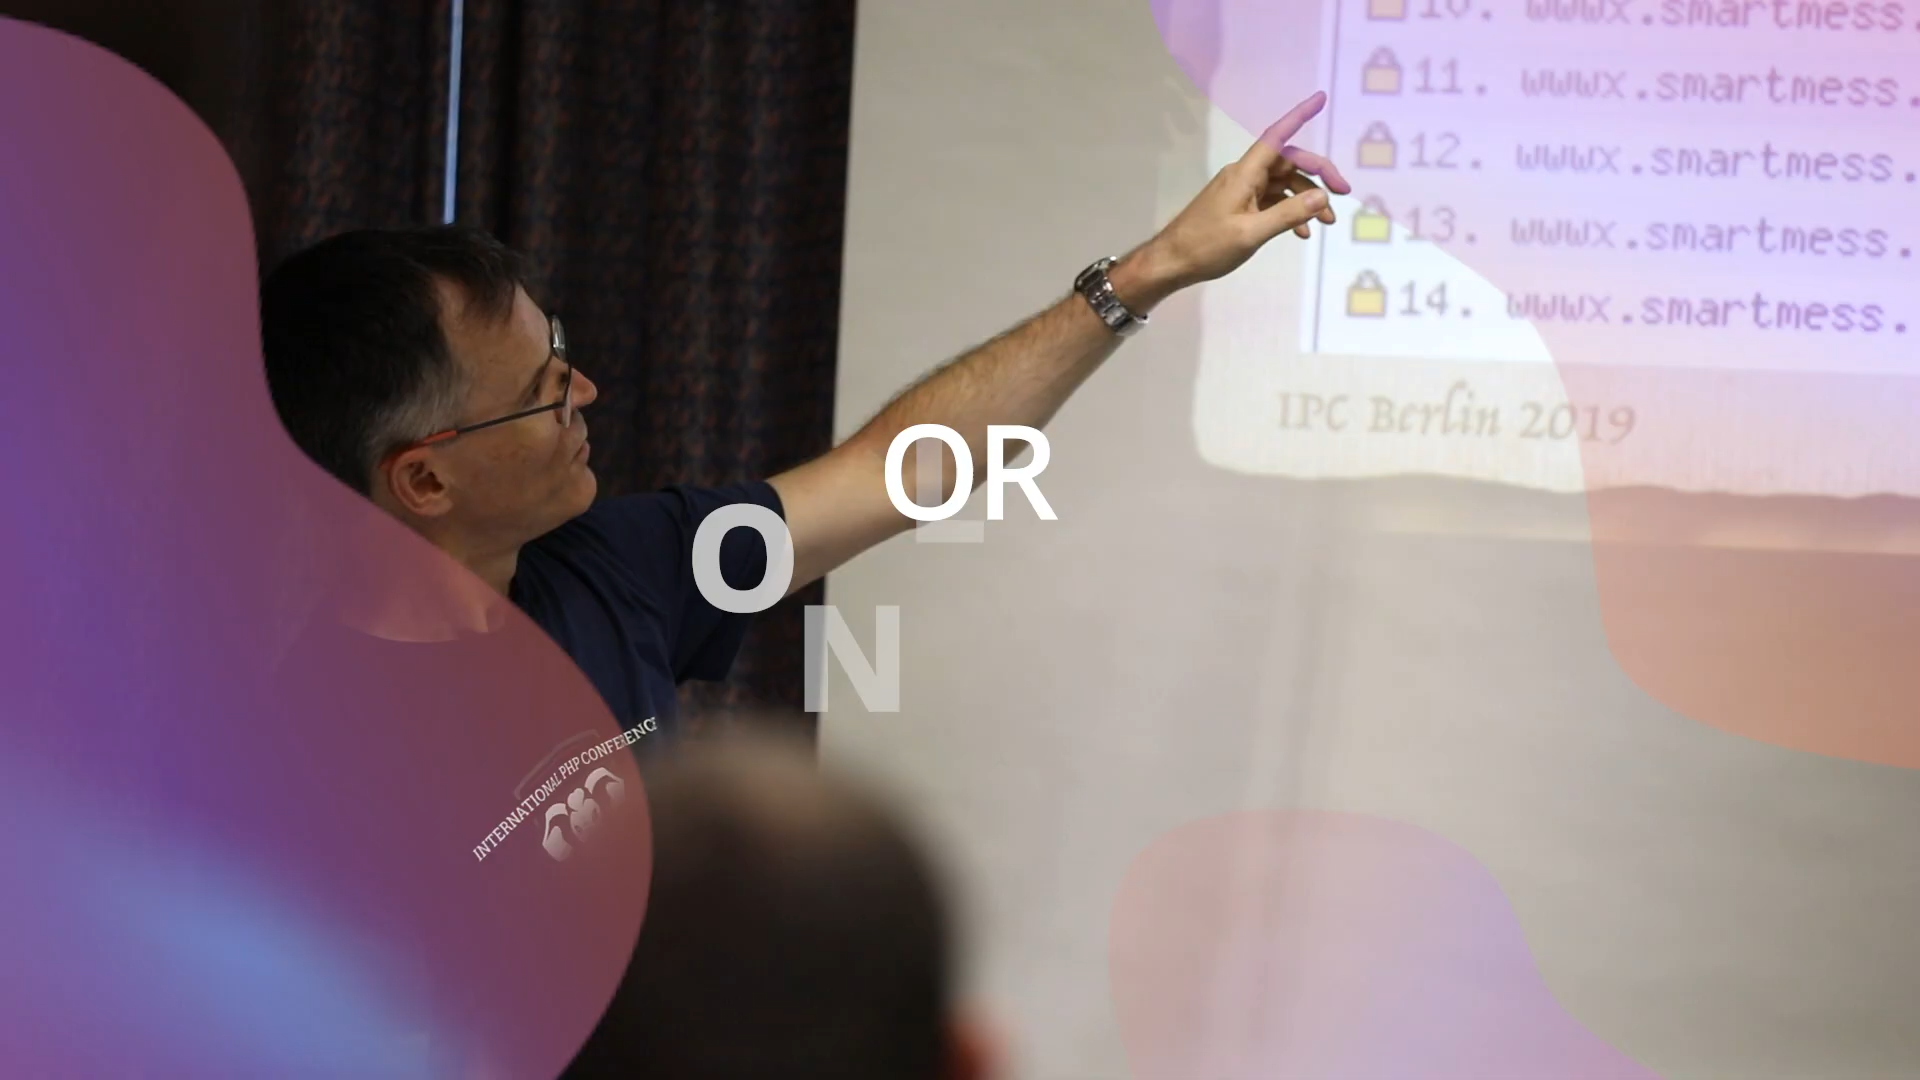 10. wwwx.smartmess.
11. wwwx.smartmess.
12. wwwx.smartmess.
13. wwwx.smartmess.
14. wwwx.smartmess.
IPC Berlin 2019
OR
L
O
N
INTERNATIONAL PHP CONFERENCE